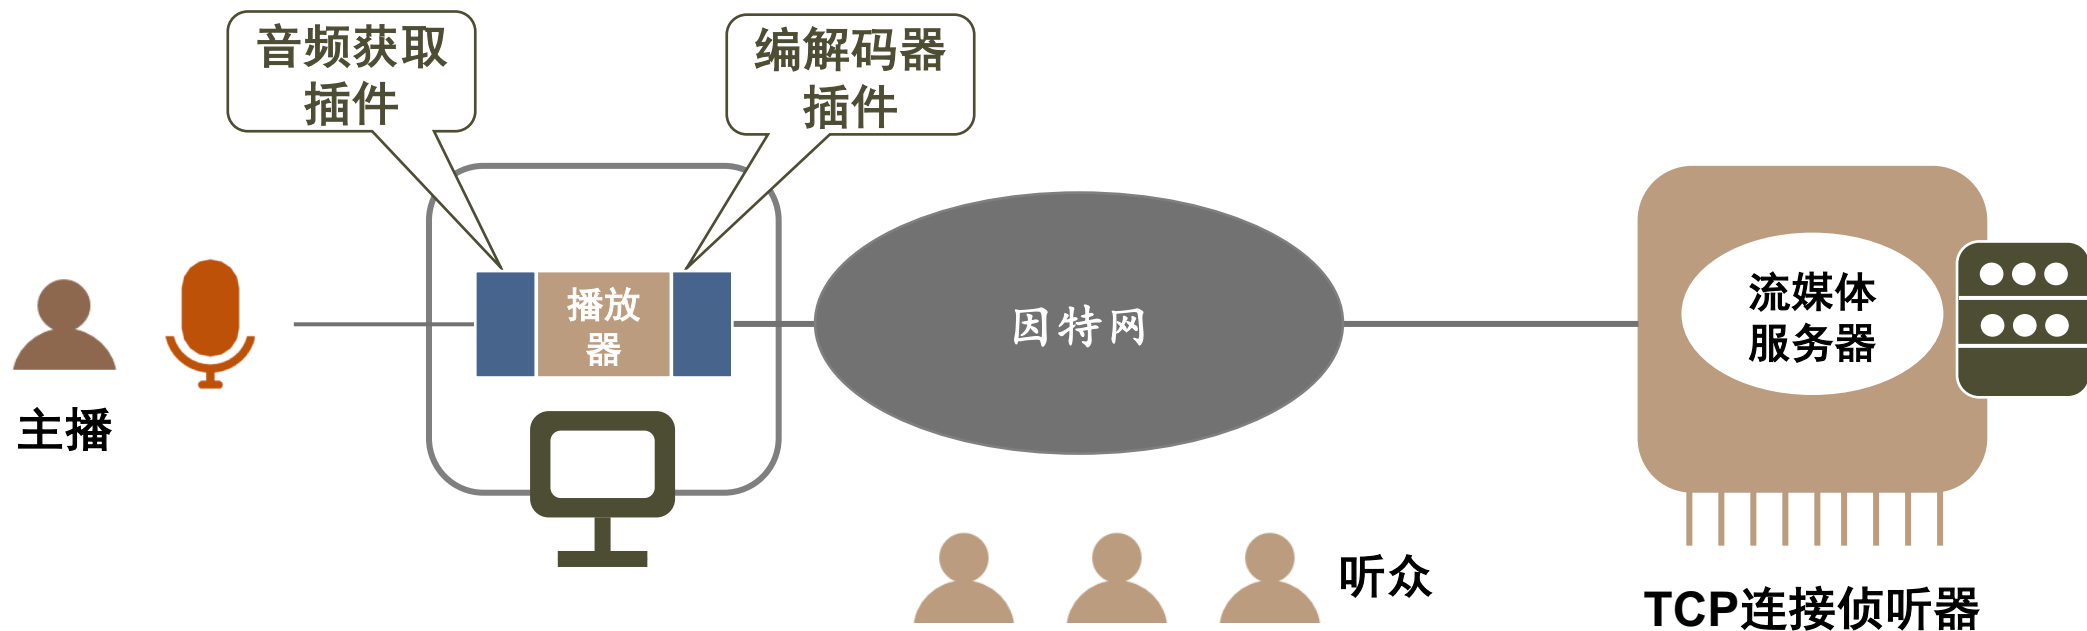 音频获取
插件
编解码器
插件
播放
器
因特网
流媒体
服务器
主播
听众
TCP连接侦听器